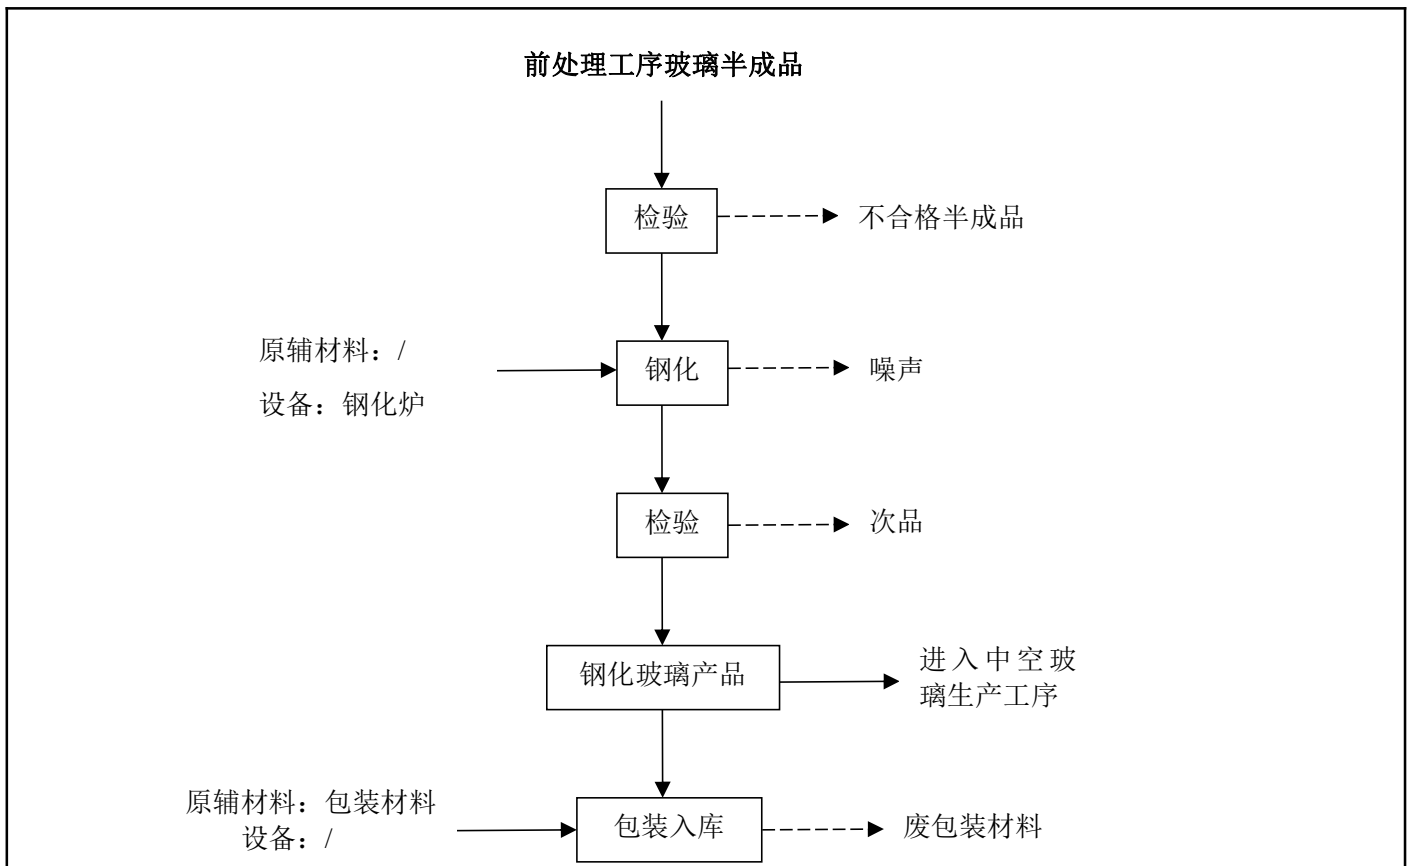 前处理工序玻璃半成品
检验
不合格半成品
原辅材料：/
设备：钢化炉
钢化
噪声
检验
次品
钢化玻璃产品
进入中空玻
璃生产工序
原辅材料：包装材料
设备：/
包装入库
废包装材料